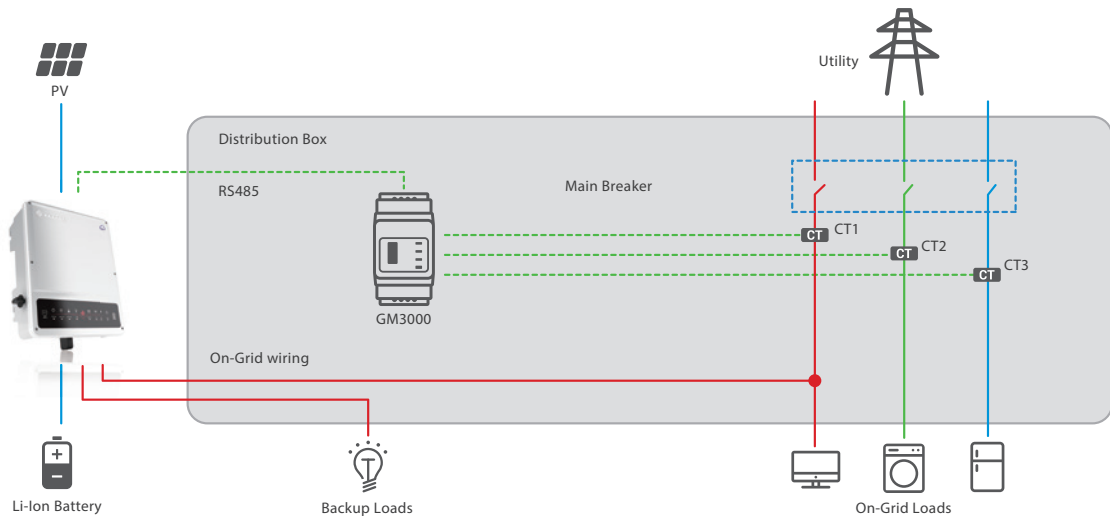 Utility
PV
Distribution Box
RS485
Main Breaker
CT
CT1
CT
CT2
CT
CT3
GM3000
On-Grid wiring
Li-Ion Battery
Backup Loads
On-Grid Loads